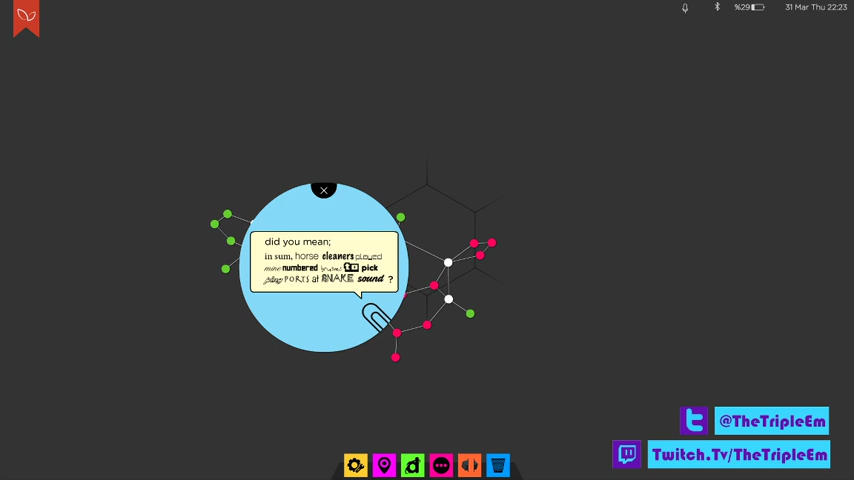 %29
31 Mar Thu 22:23
did you mean;
in sum, horse cleaners played
mine numbered pick
PORTS at SNAKE sound ?
@TheTripleEm
Twitch.Tv/TheTripleEm